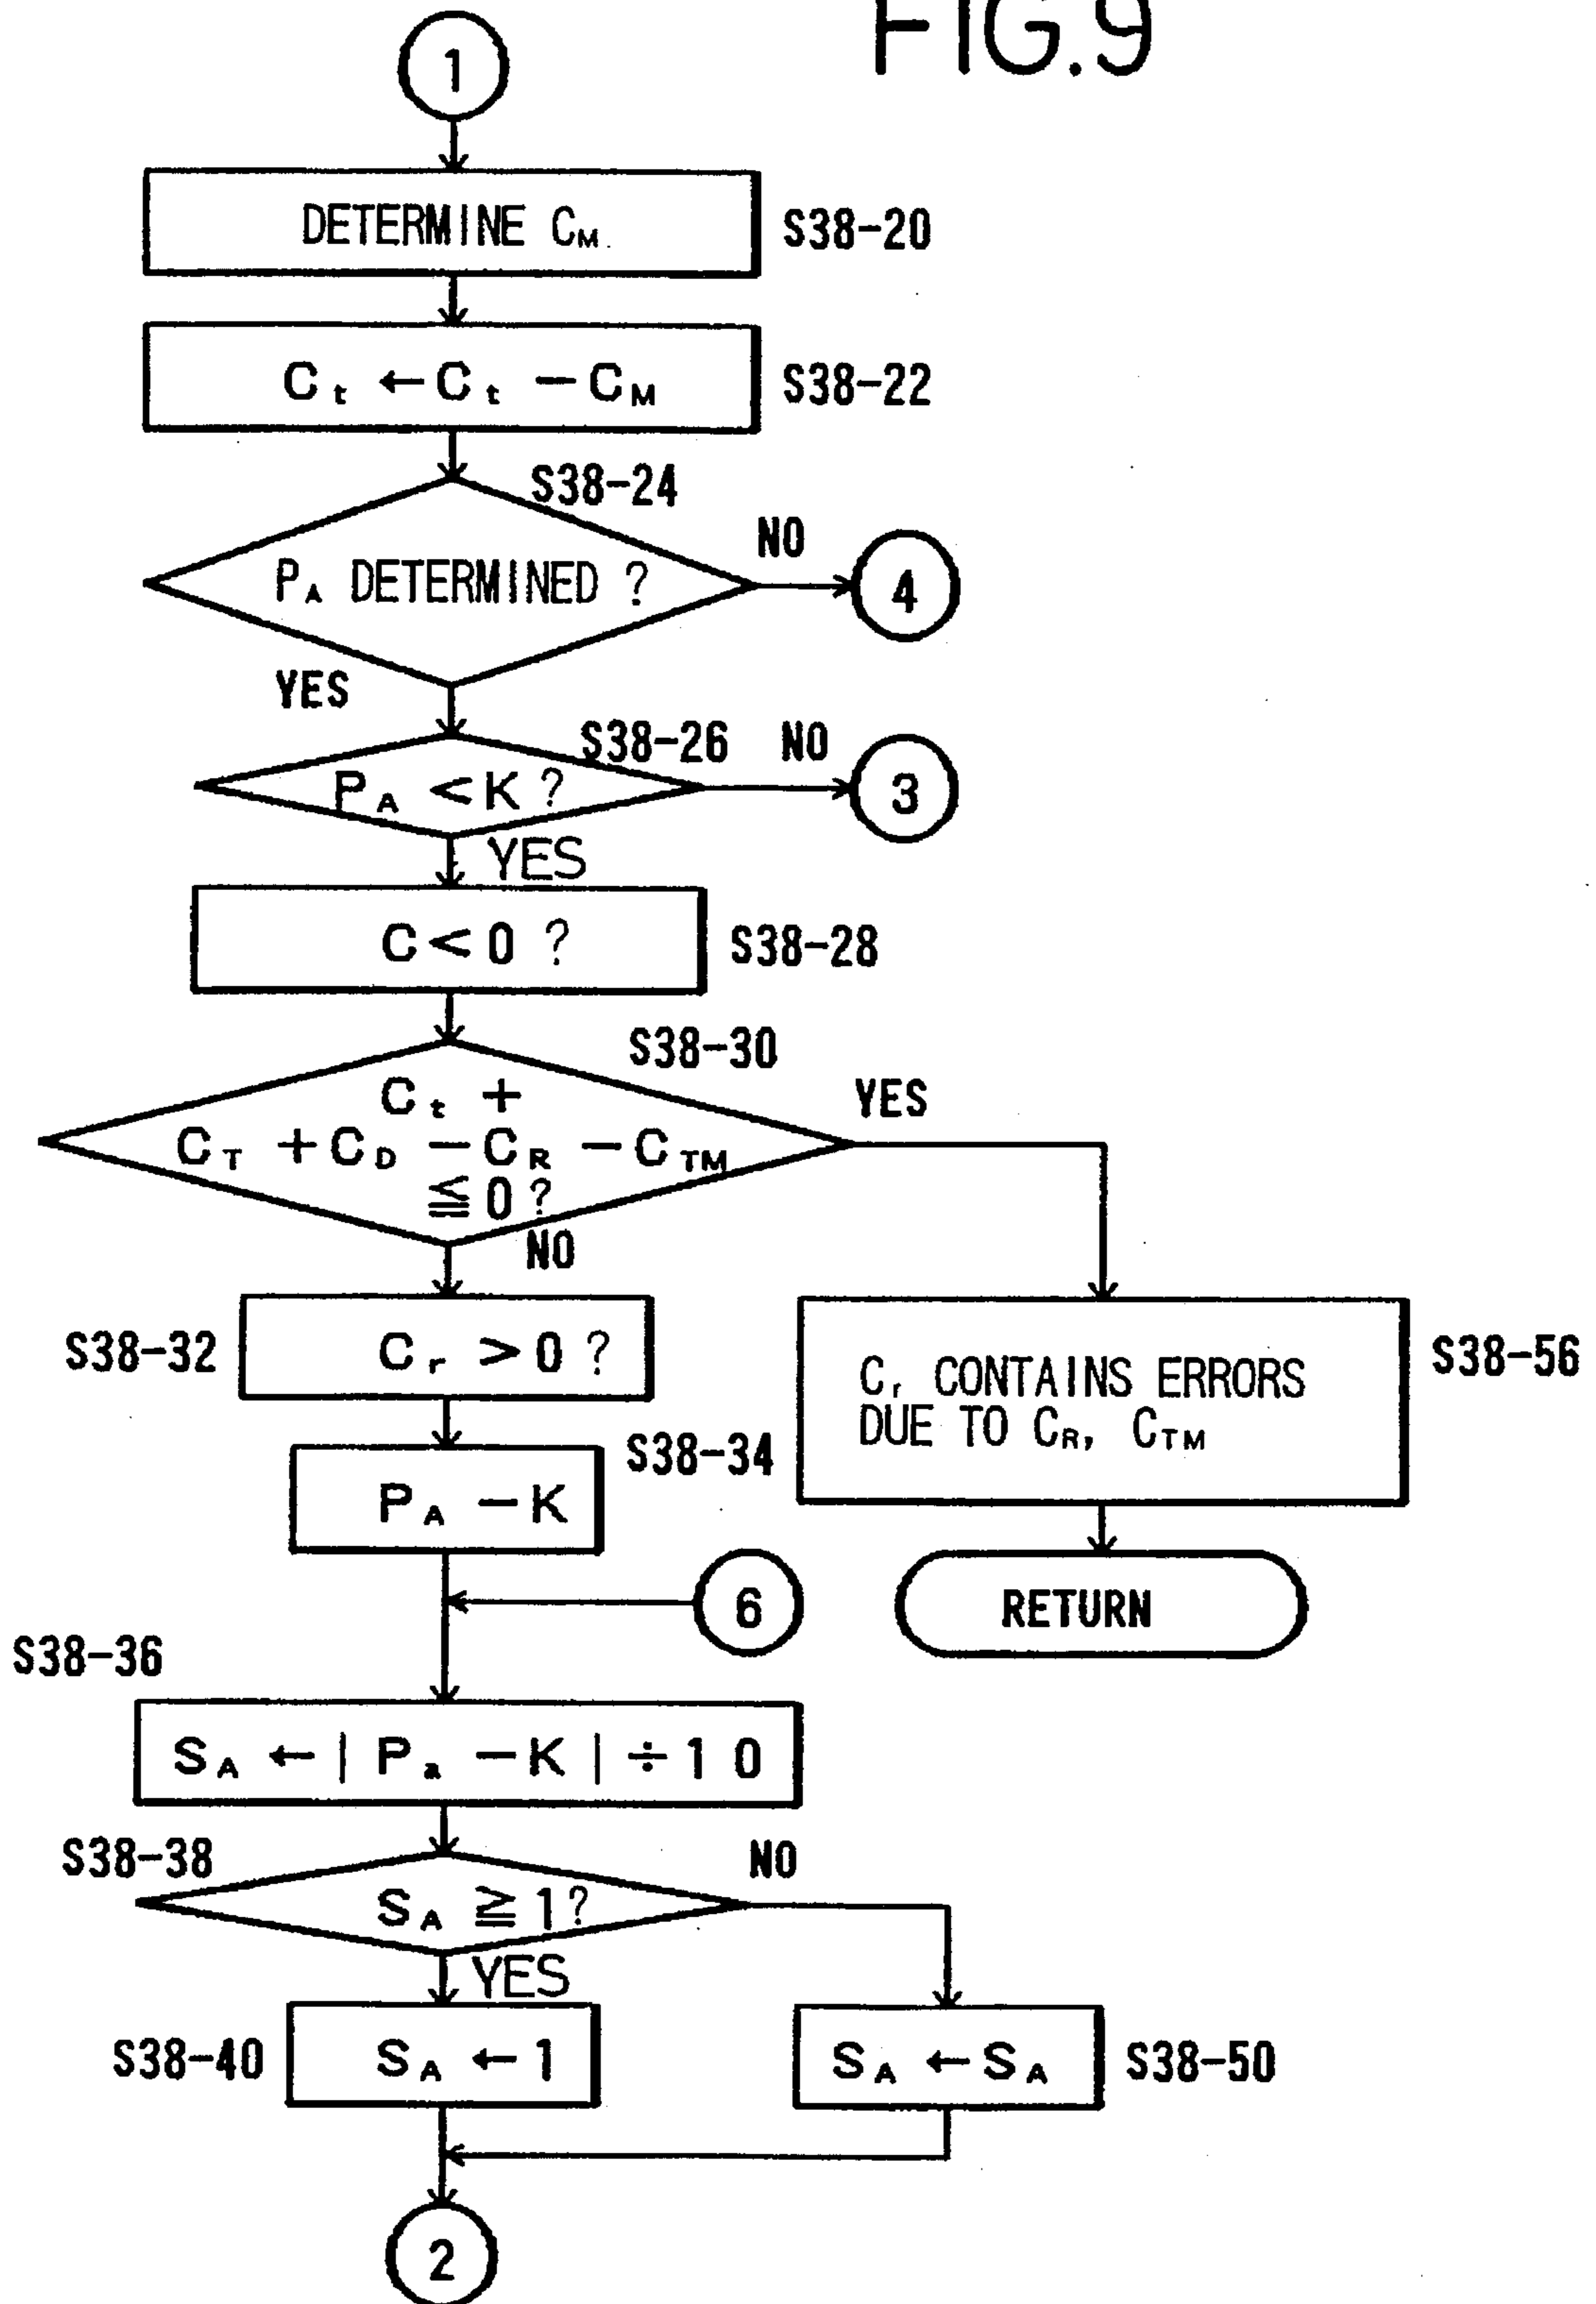 FIG.9
1
DETERMINE CM
S38-20
Ct ←Ct −CM
S38-22
S38-24
PA DETERMINED ?
NO
4
YES
S38-26
NO
PA <K ?
3
YES
C<0 ?
S38-28
S38-30
Ct +
CT +CD −CR −CTM
≦0 ?
YES
NO
S38-32
Cr >0 ?
Cr CONTAINS ERRORS
DUE TO CR, CTM
S38-56
S38-34
PA −K
6
RETURN
S38-36
SA ←| Pa −K | ÷10
S38-38
NO
SA ≧1?
YES
S38-40
SA ←1
SA ←SA
S38-50
2